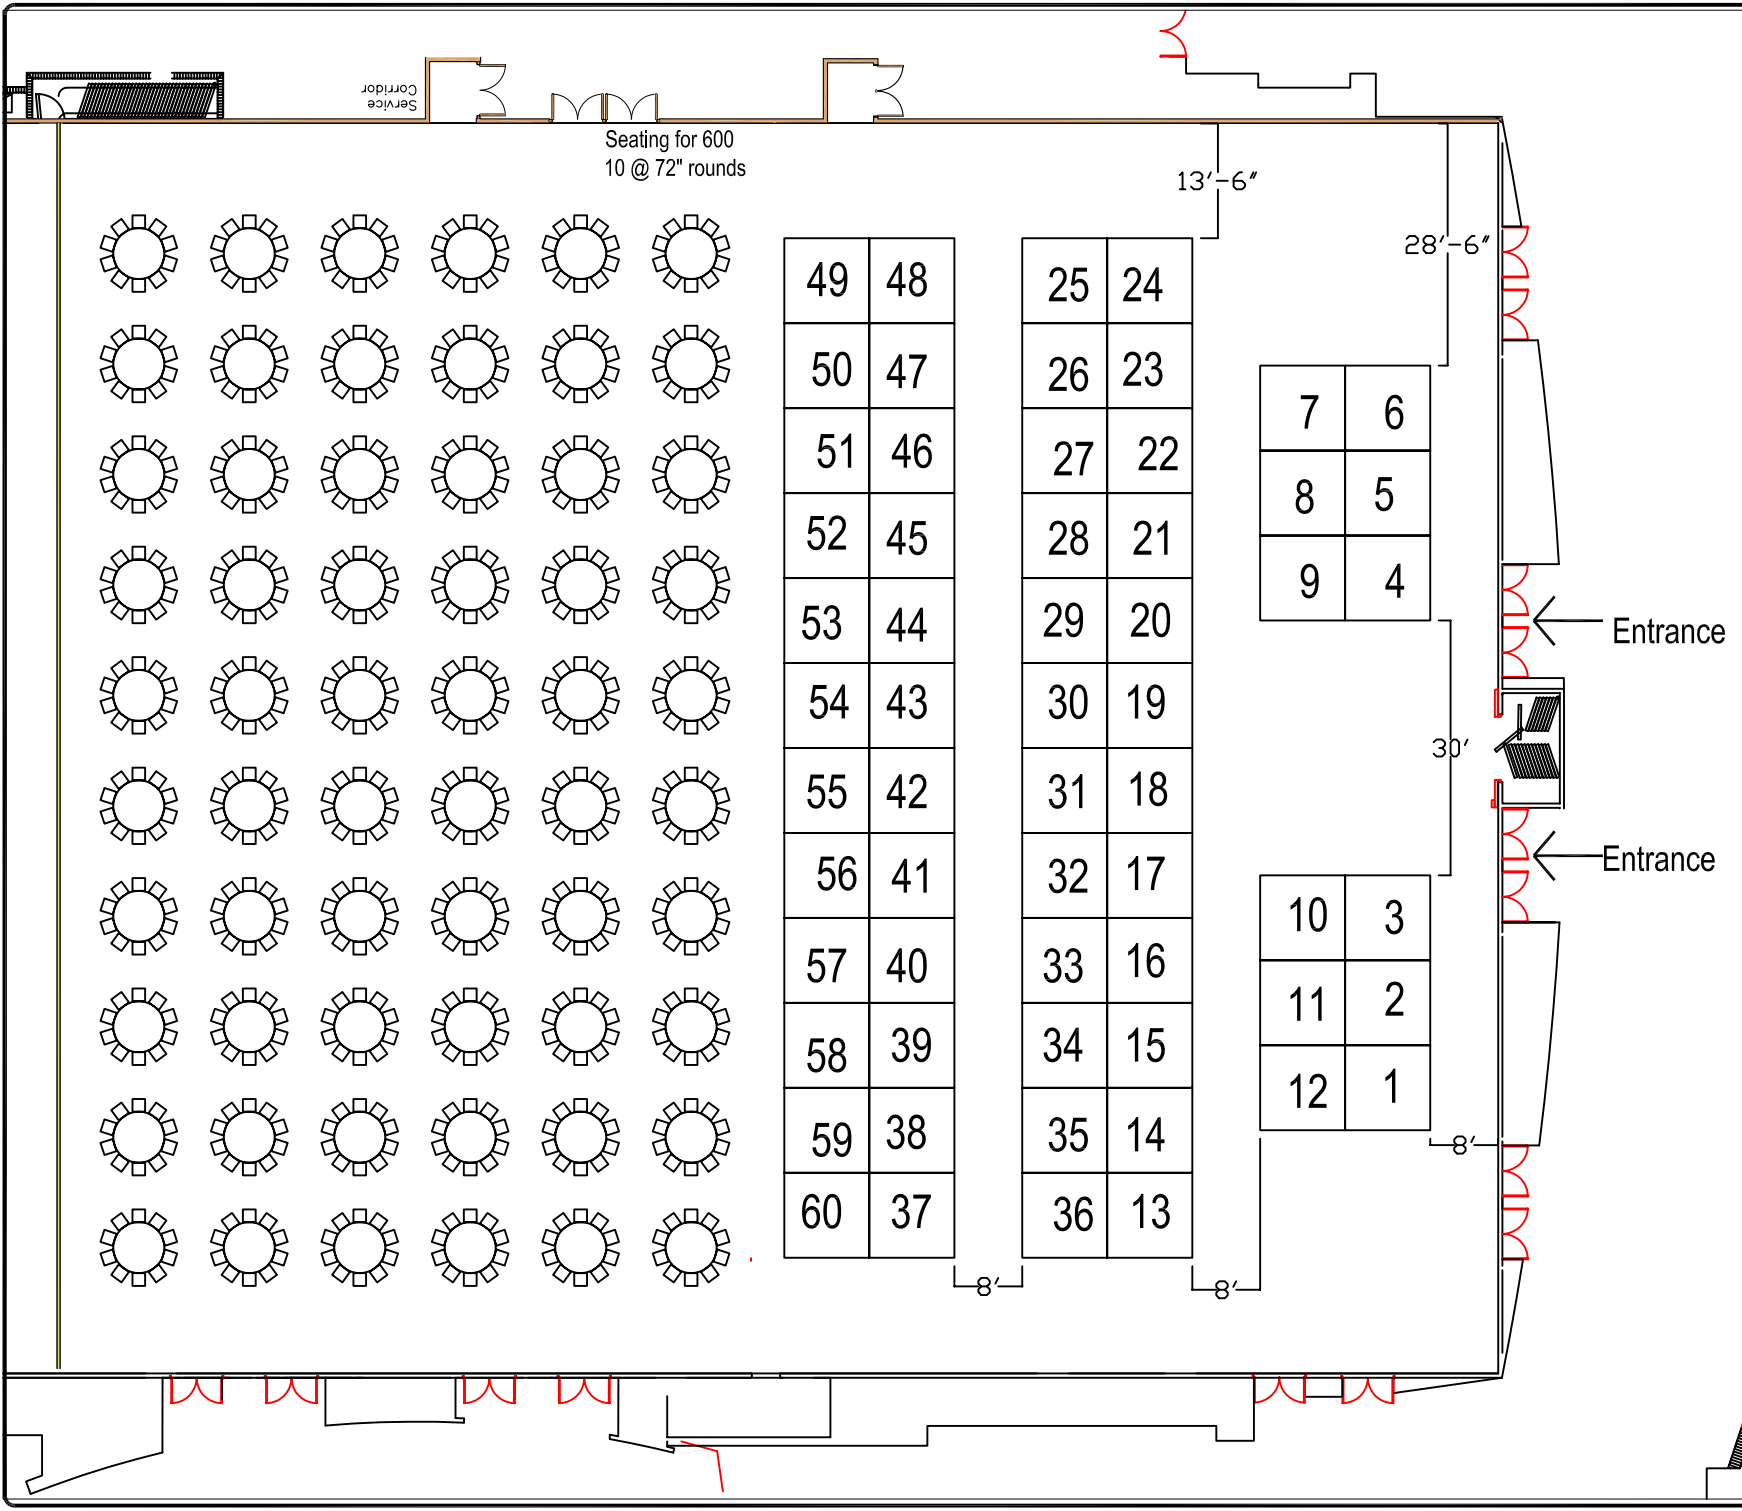 Service
Corridor
Seating for 600
10 @ 72" rounds
13'-6"
28'-6"
49 48 25 24
50 47 26 23
7 6
51 46 27 22
8 5
52 45 28 21
9 4
53 44 29 20
Entrance
54 43 30 19
30'
55 42 31 18
Entrance
56 41 32 17
10 3
57 40 33 16
11 2
58 39 34 15
12 1
59 38 35 14
8'
60 37 36 13
8'
8'